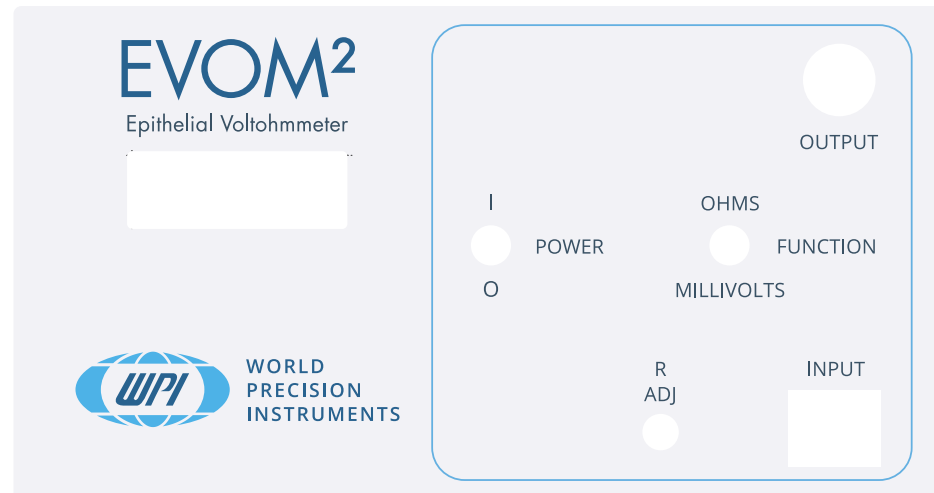 EVOM²
Epithelial Voltohmmeter
OUTPUT
I
OHMS
POWER
FUNCTION
O
MILLIVOLTS
WPI
WORLD
PRECISION
INSTRUMENTS
R
ADJ
INPUT